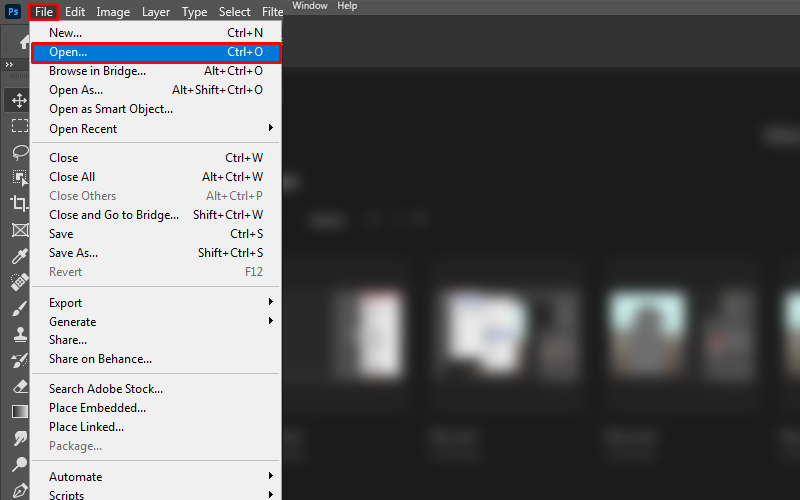 Ps File Edit Image Layer Type Select Filte Window Help
New... Ctrl+N
Open... Ctrl+O
Browse in Bridge... Alt+Ctrl+O
Open As... Alt+Shift+Ctrl+O
Open as Smart Object...
Open Recent
Close Ctrl+W
Close All Alt+Ctrl+W
Close Others Alt+Ctrl+P
Close and Go to Bridge... Shift+Ctrl+W
Save Ctrl+S
Save As... Shift+Ctrl+S
Revert F12
Export
Generate
Share...
Share on Behance...
Search Adobe Stock...
Place Embedded...
Place Linked...
Package...
Automate
Scripts